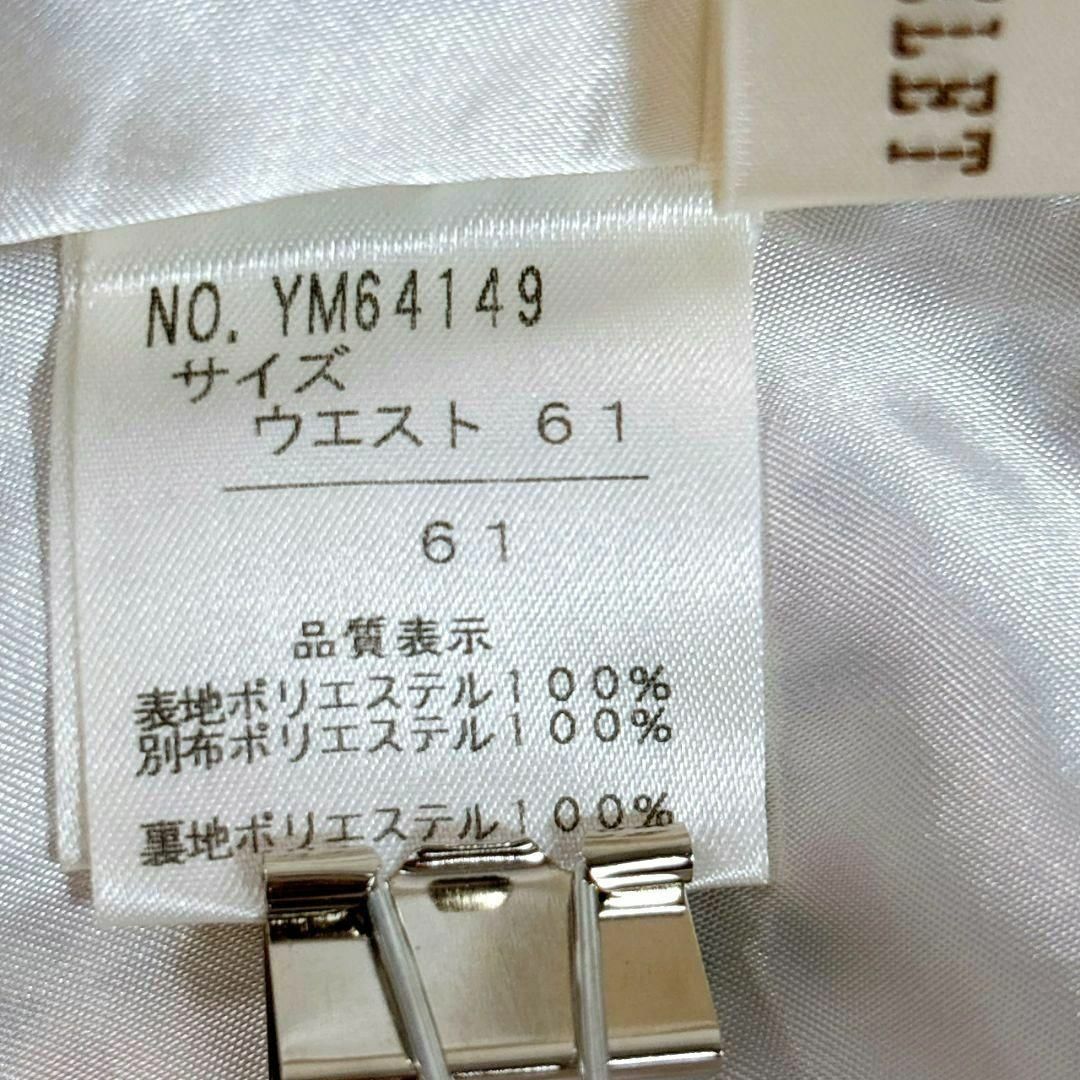 LET
NO. YM64149
サイズ
ウエスト 61
61
品質表示
表地ポリエステル100%
別布ポリエステル100%
裏地ポリエステル100%